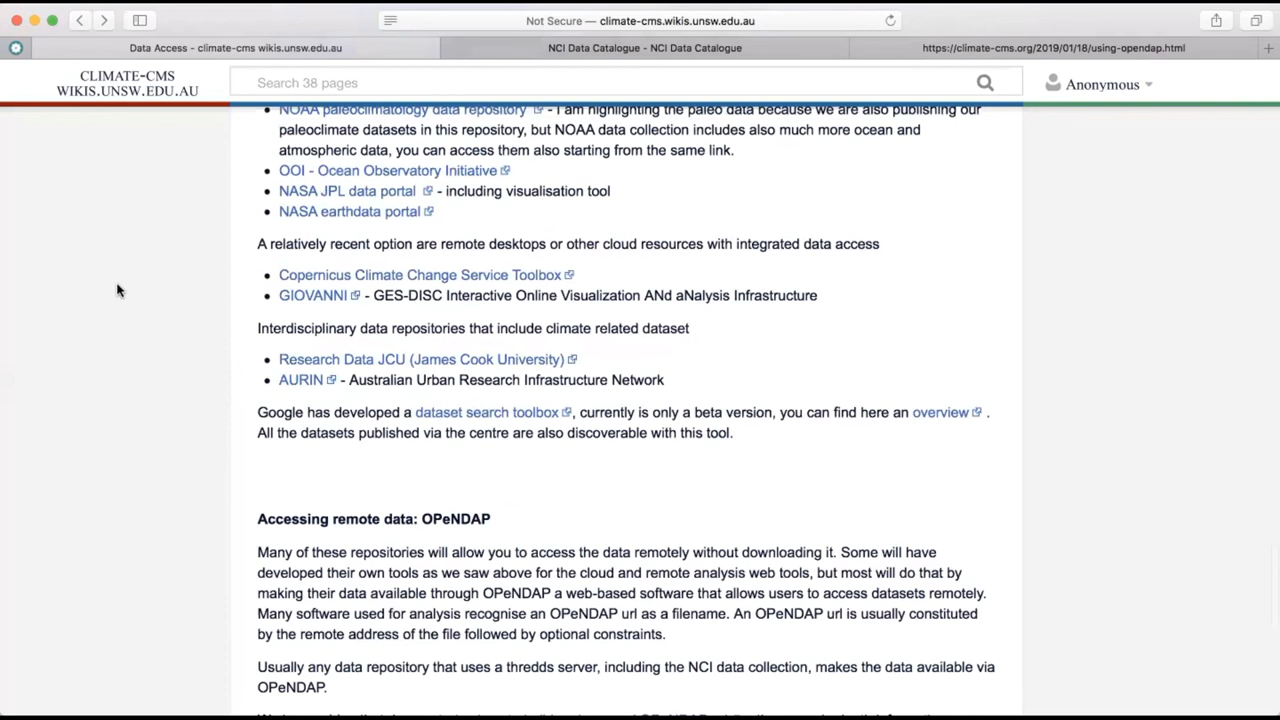 Not Secure — climate-cms.wikis.unsw.edu.au
Data Access - climate-cms wikis.unsw.edu.au
NCI Data Catalogue - NCI Data Catalogue
https://climate-cms.org/2019/01/18/using-opendap.html
CLIMATE-CMS
WIKIS.UNSW.EDU.AU
Search 38 pages
Anonymous
NOAA paleoclimatology data repository - I am highlighting the paleo data because we are also publishing our
paleoclimate datasets in this repository, but NOAA data collection includes also much more ocean and
atmospheric data, you can access them also starting from the same link.
OOI - Ocean Observatory Initiative
NASA JPL data portal - including visualisation tool
NASA earthdata portal
A relatively recent option are remote desktops or other cloud resources with integrated data access
Copernicus Climate Change Service Toolbox
GIOVANNI - GES-DISC Interactive Online Visualization ANd aNalysis Infrastructure
Interdisciplinary data repositories that include climate related dataset
Research Data JCU (James Cook University)
AURIN - Australian Urban Research Infrastructure Network
Google has developed a dataset search toolbox, currently is only a beta version, you can find here an overview .
All the datasets published via the centre are also discoverable with this tool.
Accessing remote data: OPeNDAP
Many of these repositories will allow you to access the data remotely without downloading it. Some will have
developed their own tools as we saw above for the cloud and remote analysis web tools, but most will do that by
making their data available through OPeNDAP a web-based software that allows users to access datasets remotely.
Many software used for analysis recognise an OPeNDAP url as a filename. An OPeNDAP url is usually constituted
by the remote address of the file followed by optional constraints.
Usually any data repository that uses a thredds server, including the NCI data collection, makes the data available via
OPeNDAP.